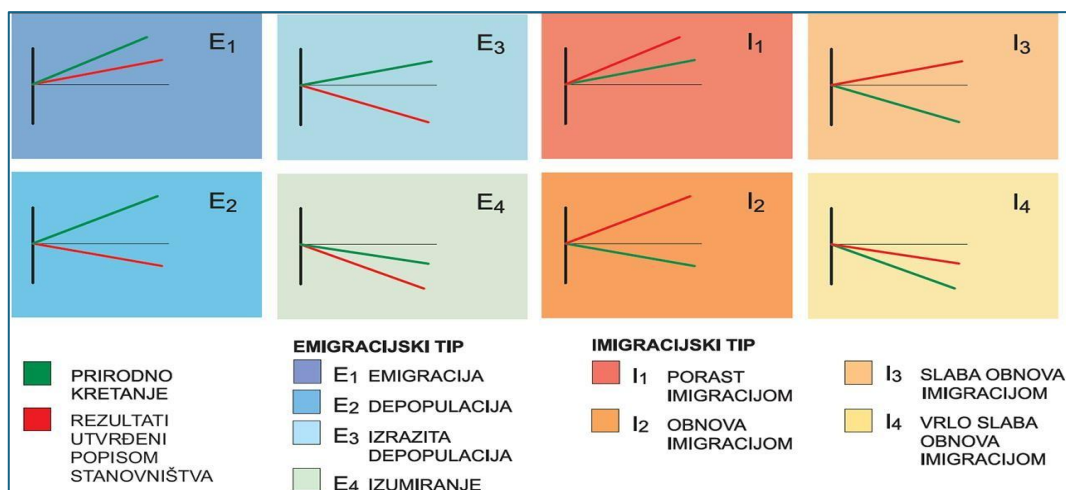 E1
E3
I1
I3
E2
E4
I2
I4
PRIRODNO
KRETANJE
REZULTATI
UTVRĐENI
POPISOM
STANOVNIŠTVA
EMIGRACIJSKI TIP
E1 EMIGRACIJA
E2 DEPOPULACIJA
E3 IZRAZITA
DEPOPULACIJA
E4 IZUMIRANJE
IMIGRACIJSKI TIP
I1 PORAST
IMIGRACIJOM
I2 OBNOVA
IMIGRACIJOM
I3 SLABA OBNOVA
IMIGRACIJOM
I4 VRLO SLABA
OBNOVA
IMIGRACIJOM